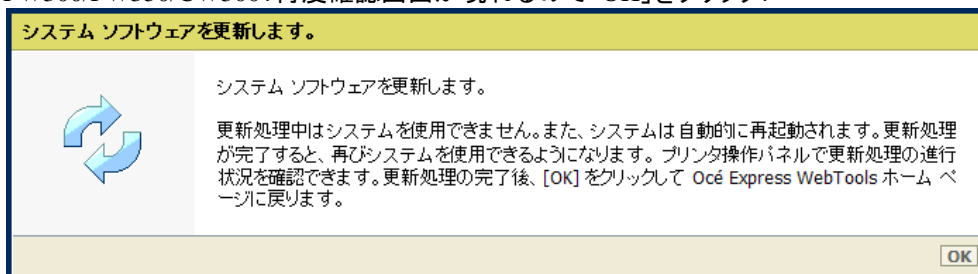 システム ソフトウェアを更新します。
システム ソフトウェアを更新します。
更新処理中はシステムを使用できません。また、システムは自動的に再起動されます。更新処理
が完了すると、再びシステムを使用できるようになります。 プリンタ操作パネルで更新処理の進行
状況を確認できます。更新処理の完了後、[OK] をクリックして Océ Express WebTools ホーム ペ
ージに戻ります。
OK